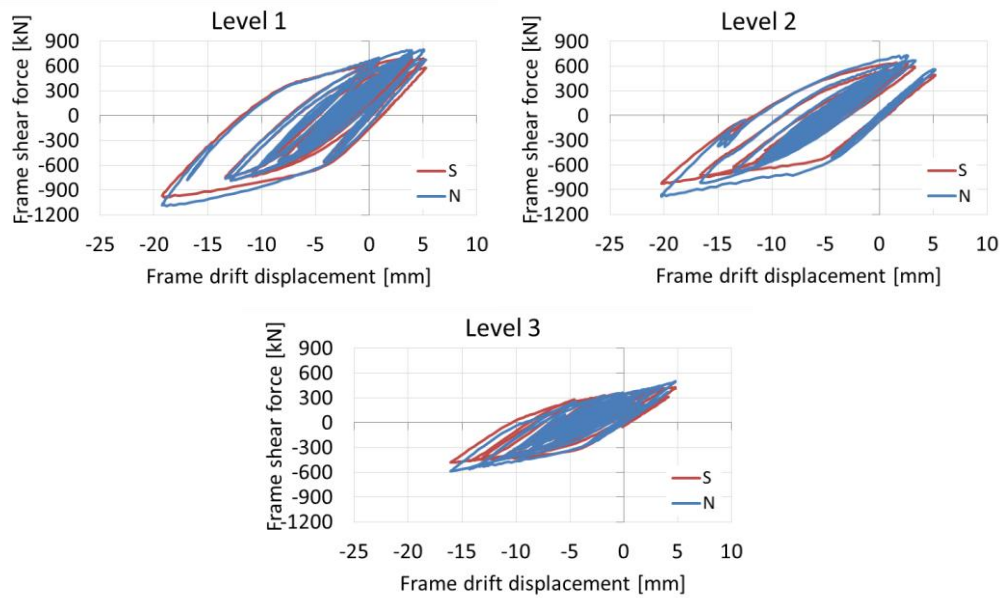 Level 1
Frame shear force [kN]
900
600
300
0
-300
-600
-900
-1200
S
N
-25 -20 -15 -10 -5 0 5 10
Frame drift displacement [mm]
Level 2
Frame shear force [kN]
900
600
300
0
-300
-600
-900
-1200
S
N
-25 -20 -15 -10 -5 0 5 10
Frame drift displacement [mm]
Level 3
Frame shear force [kN]
900
600
300
0
-300
-600
-900
-1200
S
N
-25 -20 -15 -10 -5 0 5 10
Frame drift displacement [mm]